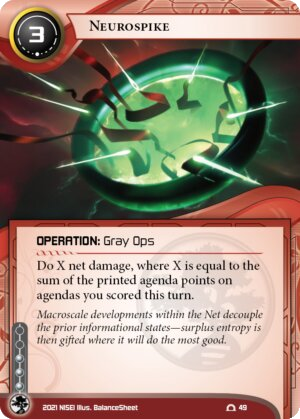 3
NEUROSPIKE
OPERATION: Gray Ops
Do X net damage, where X is equal to the
sum of the printed agenda points on
agendas you scored this turn.
Macroscale developments within the Net decouple
the prior informational states—surplus entropy is
then gifted where it will do the most good.
2021 NISEI Illus. BalanceSheet
49